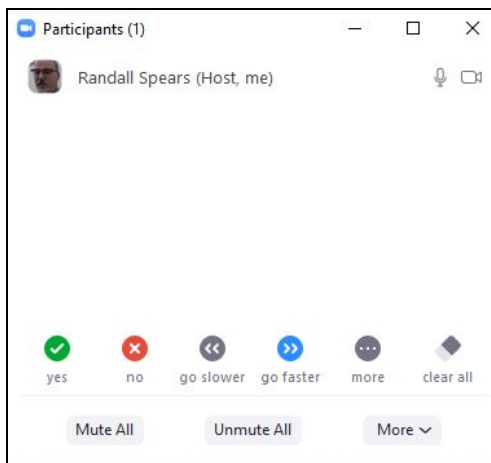 Participants (1)
Randall Spears (Host, me)
yes no go slower go faster more clear all
Mute All Unmute All More